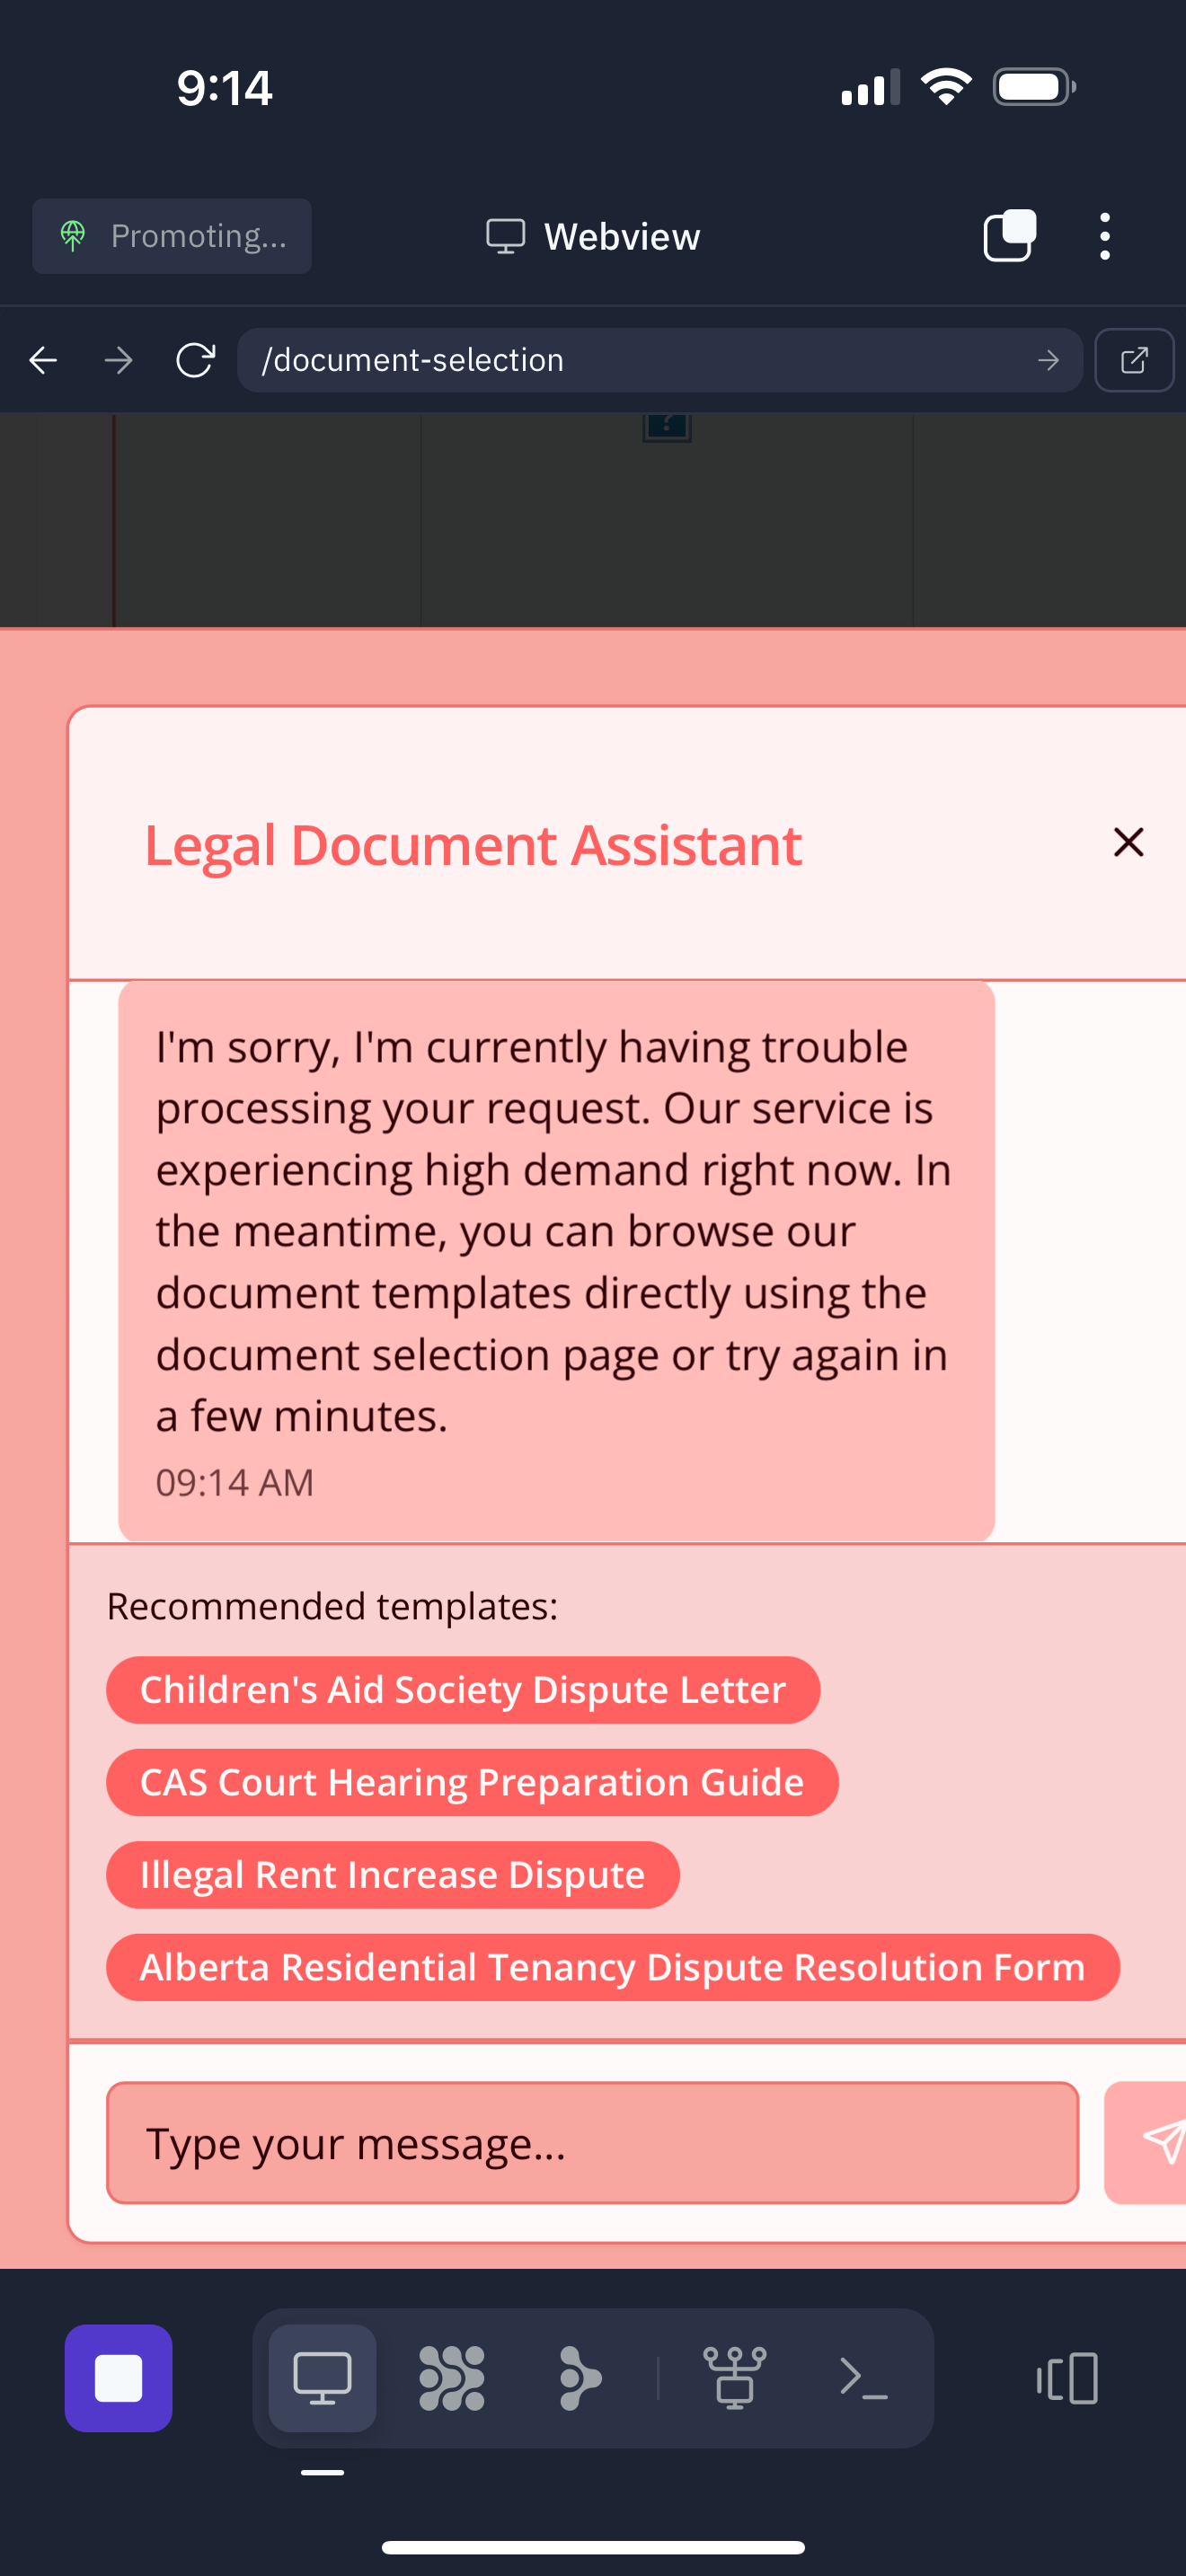 9:14
Promoting...
Webview
/document-selection
?
Legal Document Assistant
I'm sorry, I'm currently having trouble
processing your request. Our service is
experiencing high demand right now. In
the meantime, you can browse our
document templates directly using the
document selection page or try again in
a few minutes.
09:14 AM
Recommended templates:
Children's Aid Society Dispute Letter
CAS Court Hearing Preparation Guide
Illegal Rent Increase Dispute
Alberta Residential Tenancy Dispute Resolution Form
Type your message...